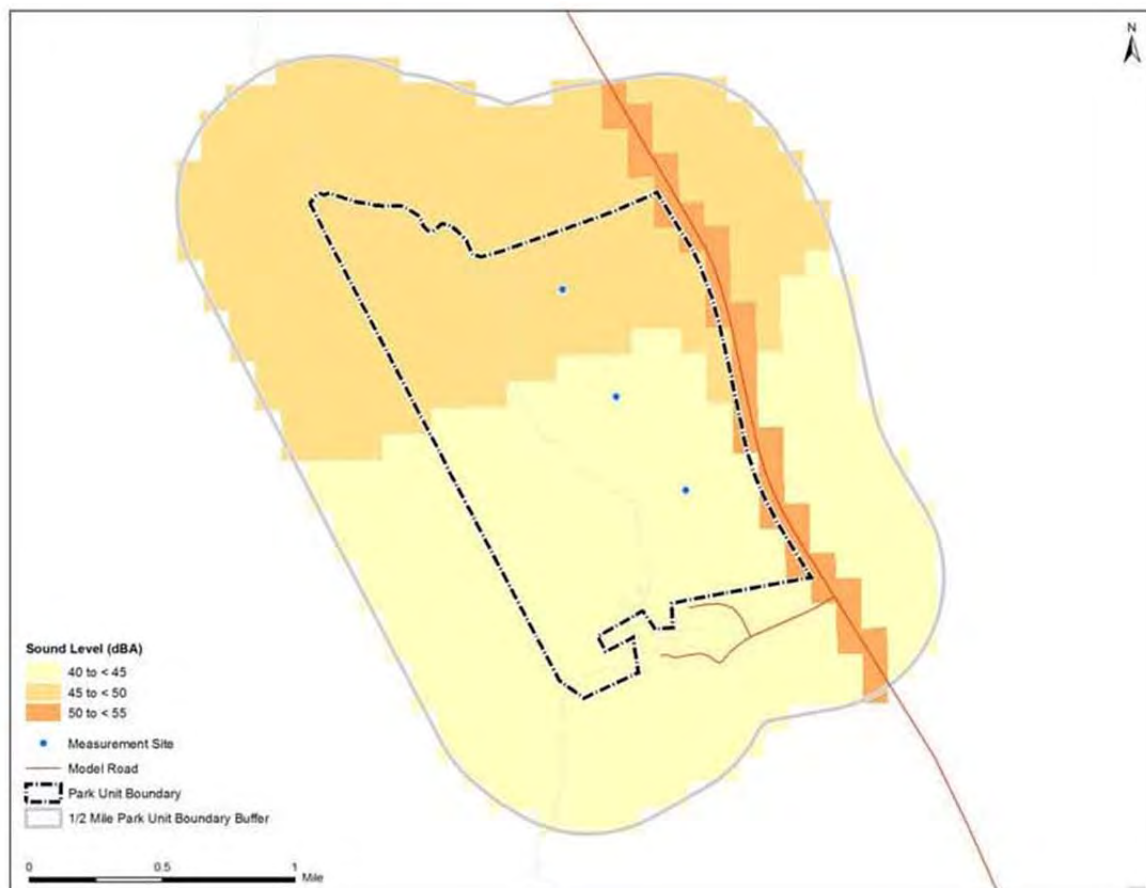 N
Sound Level (dBA)
40 to < 45
45 to < 50
50 to < 55
Measurement Site
Model Road
Park Unit Boundary
1/2 Mile Park Unit Boundary Buffer
0 0.5 1
Mile